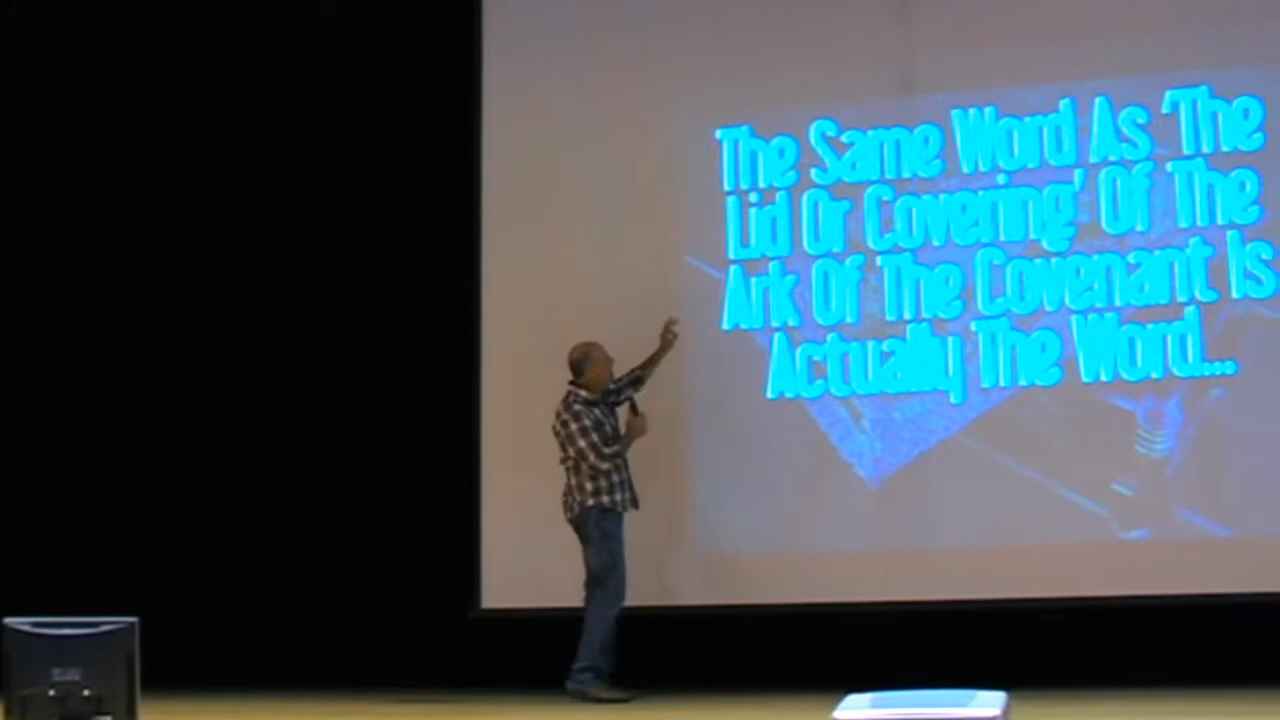 The Same Word As 'The
Lid Or Covering' Of The
Ark Of The Covenant Is
Actually The Word...